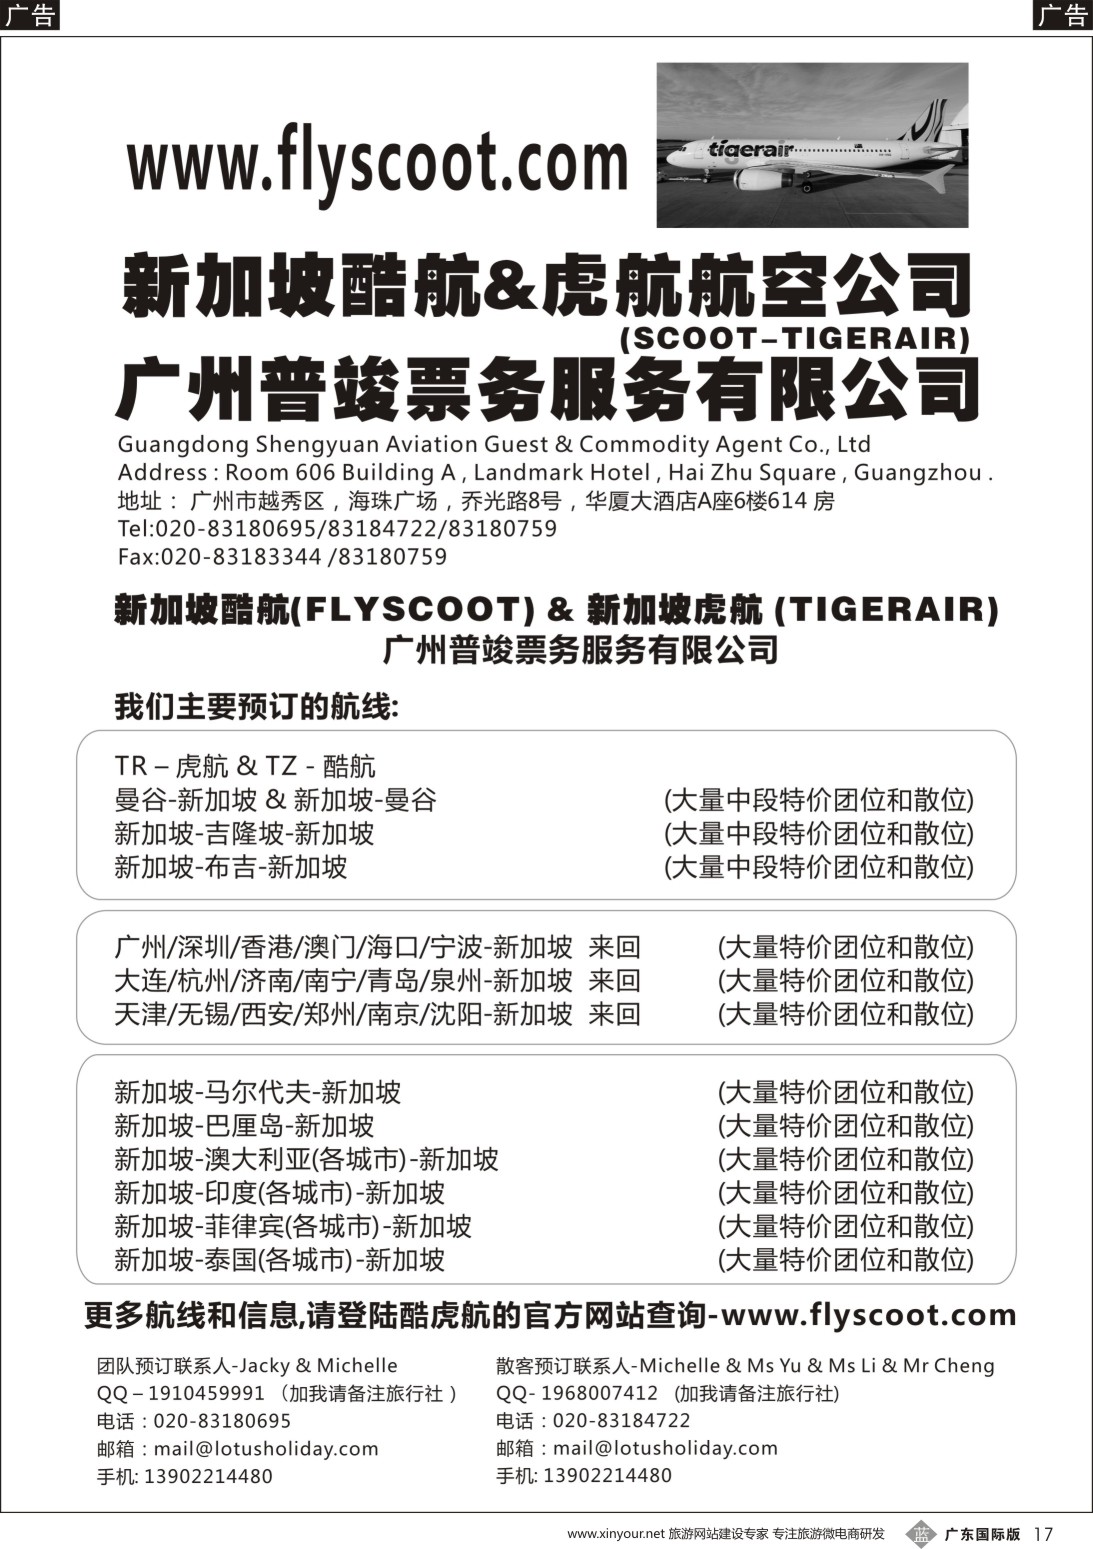 广告
广告
www.flyscoot.com
tigerair
新加坡酷航&虎航航空公司
(SCOOT–TIGERAIR)
广州普竣票务服务有限公司
Guangdong Shengyuan Aviation Guest & Commodity Agent Co., Ltd
Address : Room 606 Building A , Landmark Hotel , Hai Zhu Square , Guangzhou .
地址： 广州市越秀区，海珠广场，乔光路8号，华厦大酒店A座6楼614 房
Tel:020-83180695/83184722/83180759
Fax:020-83183344 /83180759
新加坡酷航(FLYSCOOT) & 新加坡虎航 (TIGERAIR)
广州普竣票务服务有限公司
我们主要预订的航线:
TR – 虎航 & TZ - 酷航
曼谷-新加坡 & 新加坡-曼谷 (大量中段特价团位和散位)
新加坡-吉隆坡-新加坡 (大量中段特价团位和散位)
新加坡-布吉-新加坡 (大量中段特价团位和散位)
广州/深圳/香港/澳门/海口/宁波-新加坡 来回 (大量特价团位和散位)
大连/杭州/济南/南宁/青岛/泉州-新加坡 来回 (大量特价团位和散位)
天津/无锡/西安/郑州/南京/沈阳-新加坡 来回 (大量特价团位和散位)
新加坡-马尔代夫-新加坡 (大量特价团位和散位)
新加坡-巴厘岛-新加坡 (大量特价团位和散位)
新加坡-澳大利亚(各城市)-新加坡 (大量特价团位和散位)
新加坡-印度(各城市)-新加坡 (大量特价团位和散位)
新加坡-菲律宾(各城市)-新加坡 (大量特价团位和散位)
新加坡-泰国(各城市)-新加坡 (大量特价团位和散位)
更多航线和信息,请登陆酷虎航的官方网站查询-www.flyscoot.com
团队预订联系人-Jacky & Michelle
QQ – 1910459991 （加我请备注旅行社 ）
电话：020-83180695
邮箱：mail@lotusholiday.com
手机: 13902214480
散客预订联系人-Michelle & Ms Yu & Ms Li & Mr Cheng
QQ- 1968007412 (加我请备注旅行社)
电话：020-83184722
邮箱：mail@lotusholiday.com
手机: 13902214480
www.xinyour.net 旅游网站建设专家 专注旅游微电商研发 蓝 广东国际版 17